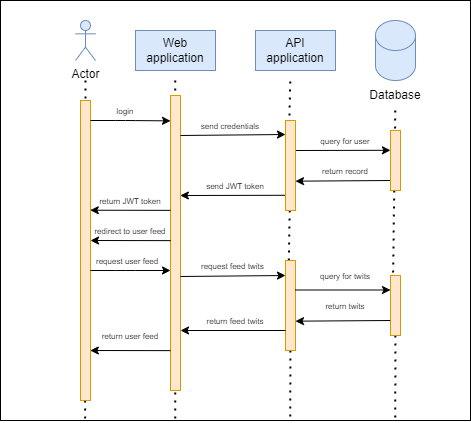 Web
application
API
application
Actor
Database
login
send credentials
query for user
return record
send JWT token
return JWT token
redirect to user feed
request user feed
request feed twits
query for twits
return twits
return feed twits
return user feed